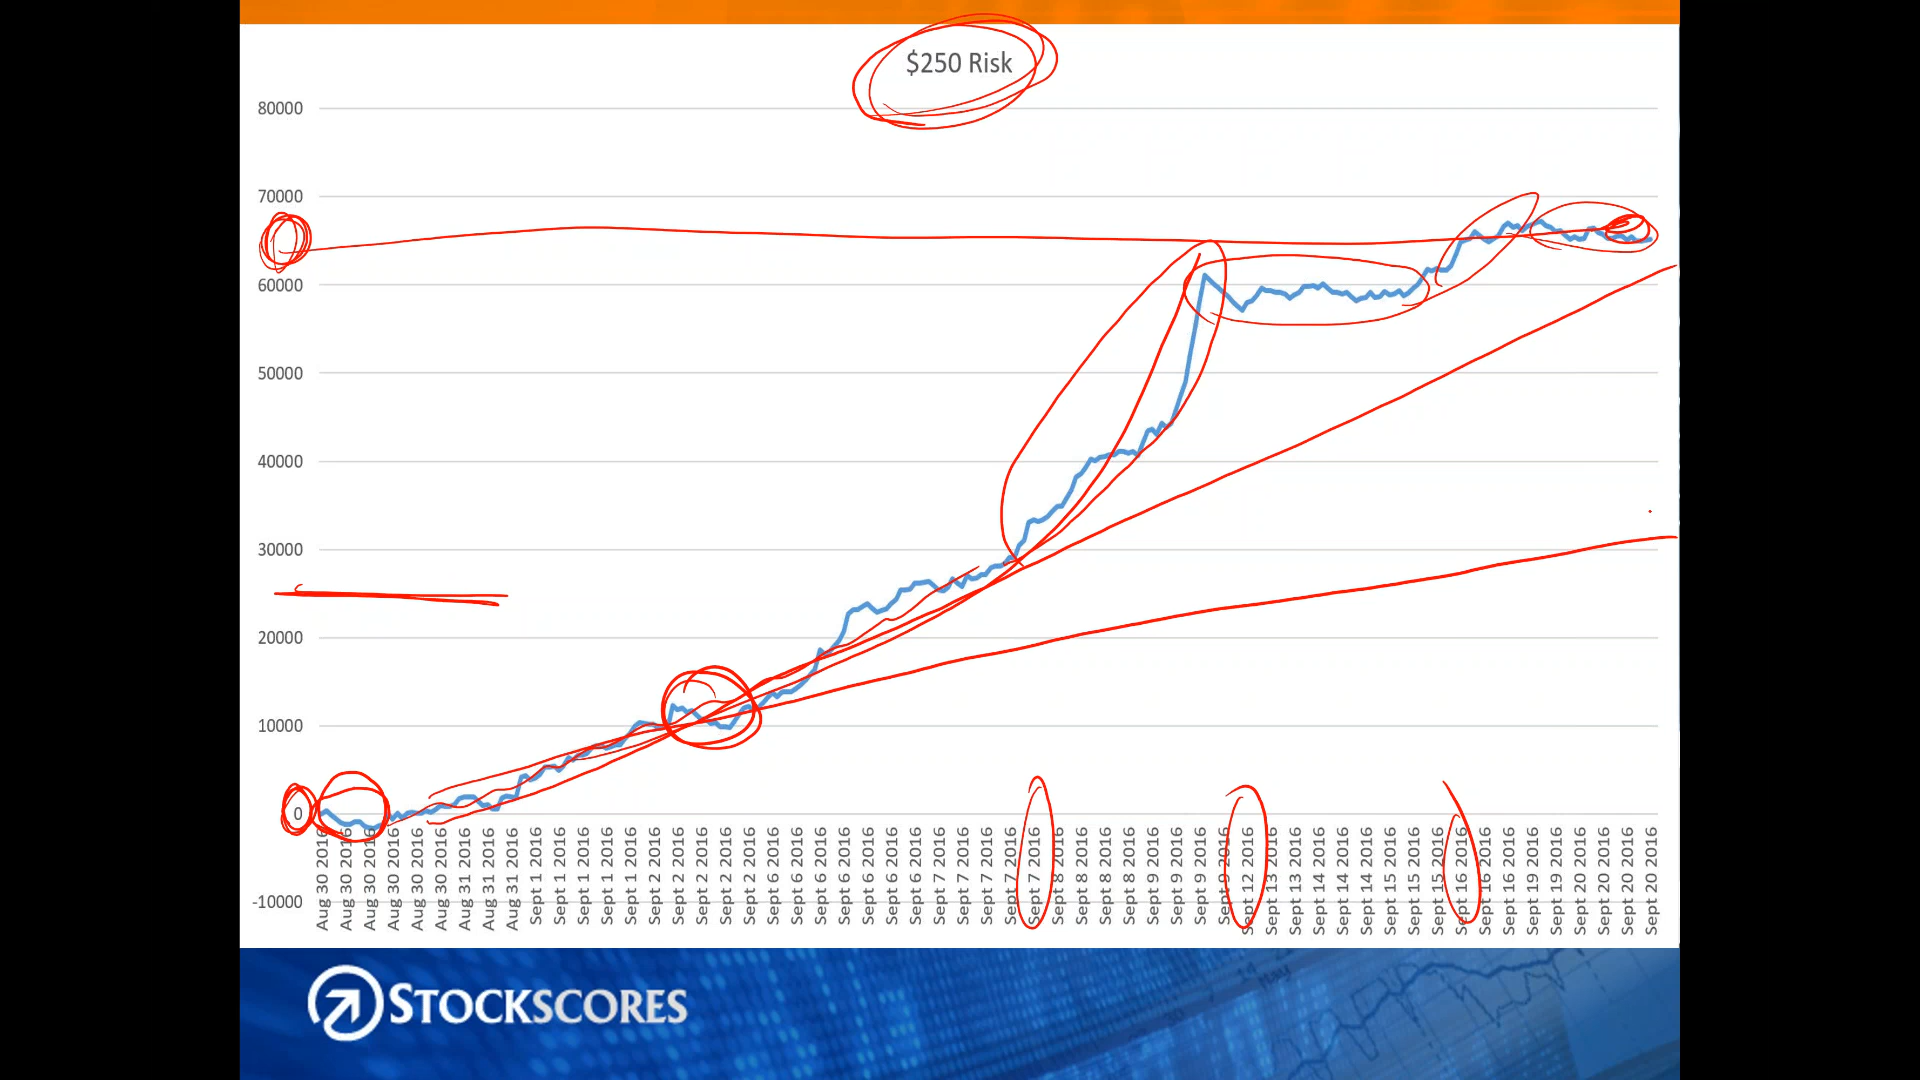 $250 Risk
80000
70000
60000
50000
40000
30000
20000
10000
0
-10000
Aug 30 2016
Aug 30 2016
Aug 30 2016
Aug 30 2016
Aug 30 2016
Aug 31 2016
Aug 31 2016
Aug 31 2016
Aug 31 2016
Sept 1 2016
Sept 1 2016
Sept 1 2016
Sept 1 2016
Sept 1 2016
Sept 2 2016
Sept 2 2016
Sept 2 2016
Sept 2 2016
Sept 2 2016
Sept 6 2016
Sept 6 2016
Sept 6 2016
Sept 6 2016
Sept 6 2016
Sept 6 2016
Sept 7 2016
Sept 7 2016
Sept 7 2016
Sept 7 2016
Sept 7 2016
Sept 8 2016
Sept 8 2016
Sept 8 2016
Sept 8 2016
Sept 9 2016
Sept 9 2016
Sept 9 2016
Sept 9 2016
Sept 12 2016
Sept 13 2016
Sept 13 2016
Sept 14 2016
Sept 14 2016
Sept 14 2016
Sept 15 2016
Sept 15 2016
Sept 15 2016
Sept 15 2016
Sept 16 2016
Sept 16 2016
Sept 16 2016
Sept 19 2016
Sept 19 2016
Sept 20 2016
Sept 20 2016
Sept 20 2016
Sept 20 2016
STOCKSCORES